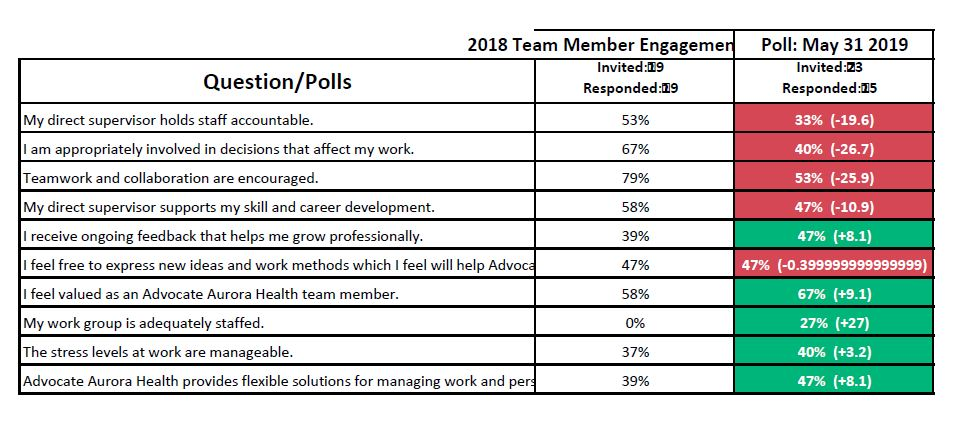 2018 Team Member Engagemen Poll: May 31 2019
Question/Polls Invited:19 Invited:23
Responded:19 Responded:15
My direct supervisor holds staff accountable. 53% 33% (-19.6)
I am appropriately involved in decisions that affect my work. 67% 40% (-26.7)
Teamwork and collaboration are encouraged. 79% 53% (-25.9)
My direct supervisor supports my skill and career development. 58% 47% (-10.9)
I receive ongoing feedback that helps me grow professionally. 39% 47% (+8.1)
I feel free to express new ideas and work methods which I feel will help Advoca 47% 47% (-0.399999999999999)
I feel valued as an Advocate Aurora Health team member. 58% 67% (+9.1)
My work group is adequately staffed. 0% 27% (+27)
The stress levels at work are manageable. 37% 40% (+3.2)
Advocate Aurora Health provides flexible solutions for managing work and pers 39% 47% (+8.1)